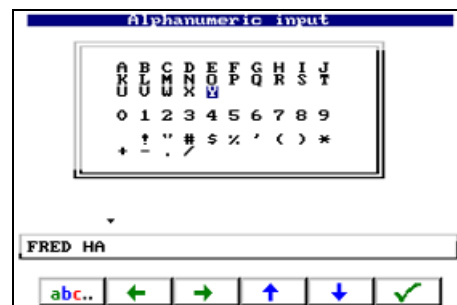 Alphanumeric input
A B C D E F G H I J
K L M N O P Q R S T
U V W X Y
0 1 2 3 4 5 6 7 8 9
! " # $ % ' ( ) *
+ - . /
FRED HA
abc..